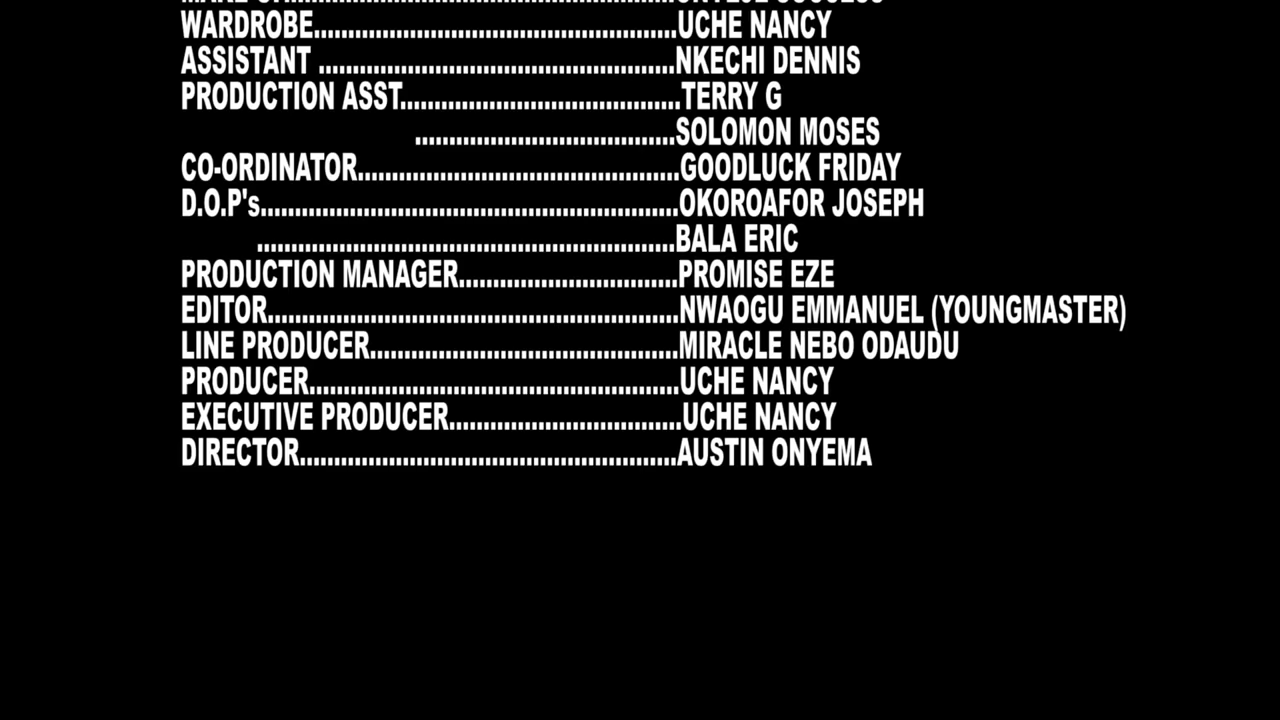 WARDROBE.....................................................UCHE NANCY
ASSISTANT ....................................................NKECHI DENNIS
PRODUCTION ASST.........................................TERRY G
......................................SOLOMON MOSES
CO-ORDINATOR...............................................GOODLUCK FRIDAY
D.O.P's.............................................................OKOROAFOR JOSEPH
.............................................................BALA ERIC
PRODUCTION MANAGER................................PROMISE EZE
EDITOR............................................................NWAOGU EMMANUEL (YOUNGMASTER)
LINE PRODUCER.............................................MIRACLE NEBO ODAUDU
PRODUCER......................................................UCHE NANCY
EXECUTIVE PRODUCER..................................UCHE NANCY
DIRECTOR.......................................................AUSTIN ONYEMA